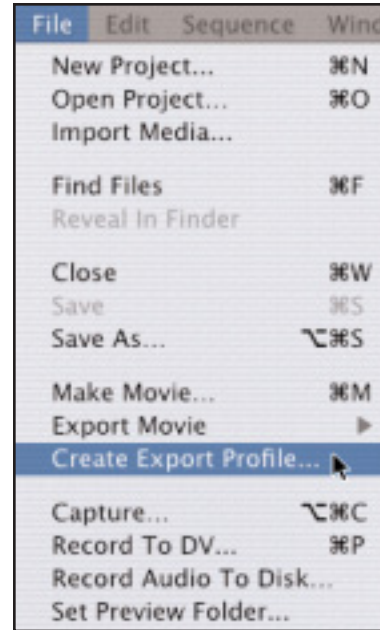 File Edit Sequence Winc
New Project... ⌘N
Open Project... ⌘O
Import Media...
Find Files ⌘F
Reveal In Finder
Close ⌘W
Save ⌘S
Save As... ⌥⌘S
Make Movie... ⌘M
Export Movie ▶
Create Export Profile...
Capture... ⌥⌘C
Record To DV... ⌘P
Record Audio To Disk...
Set Preview Folder...